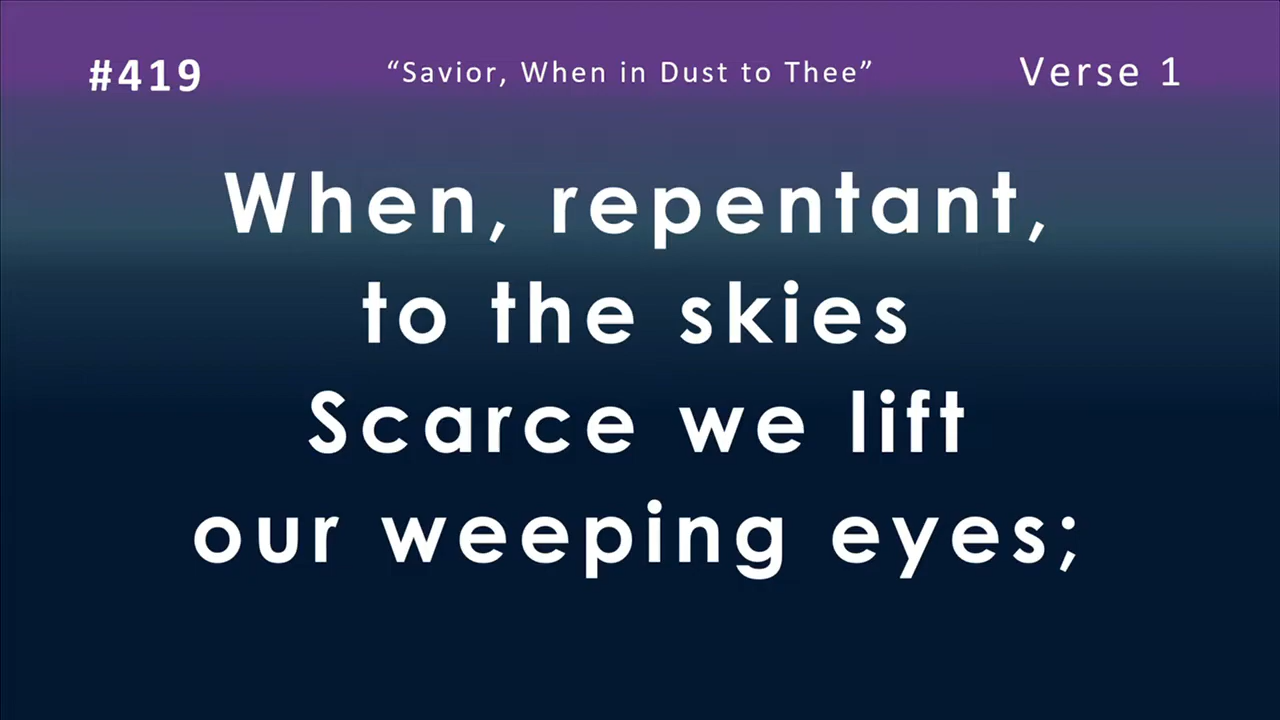 #419 “Savior, When in Dust to Thee” Verse 1
When, repentant,
to the skies
Scarce we lift
our weeping eyes;